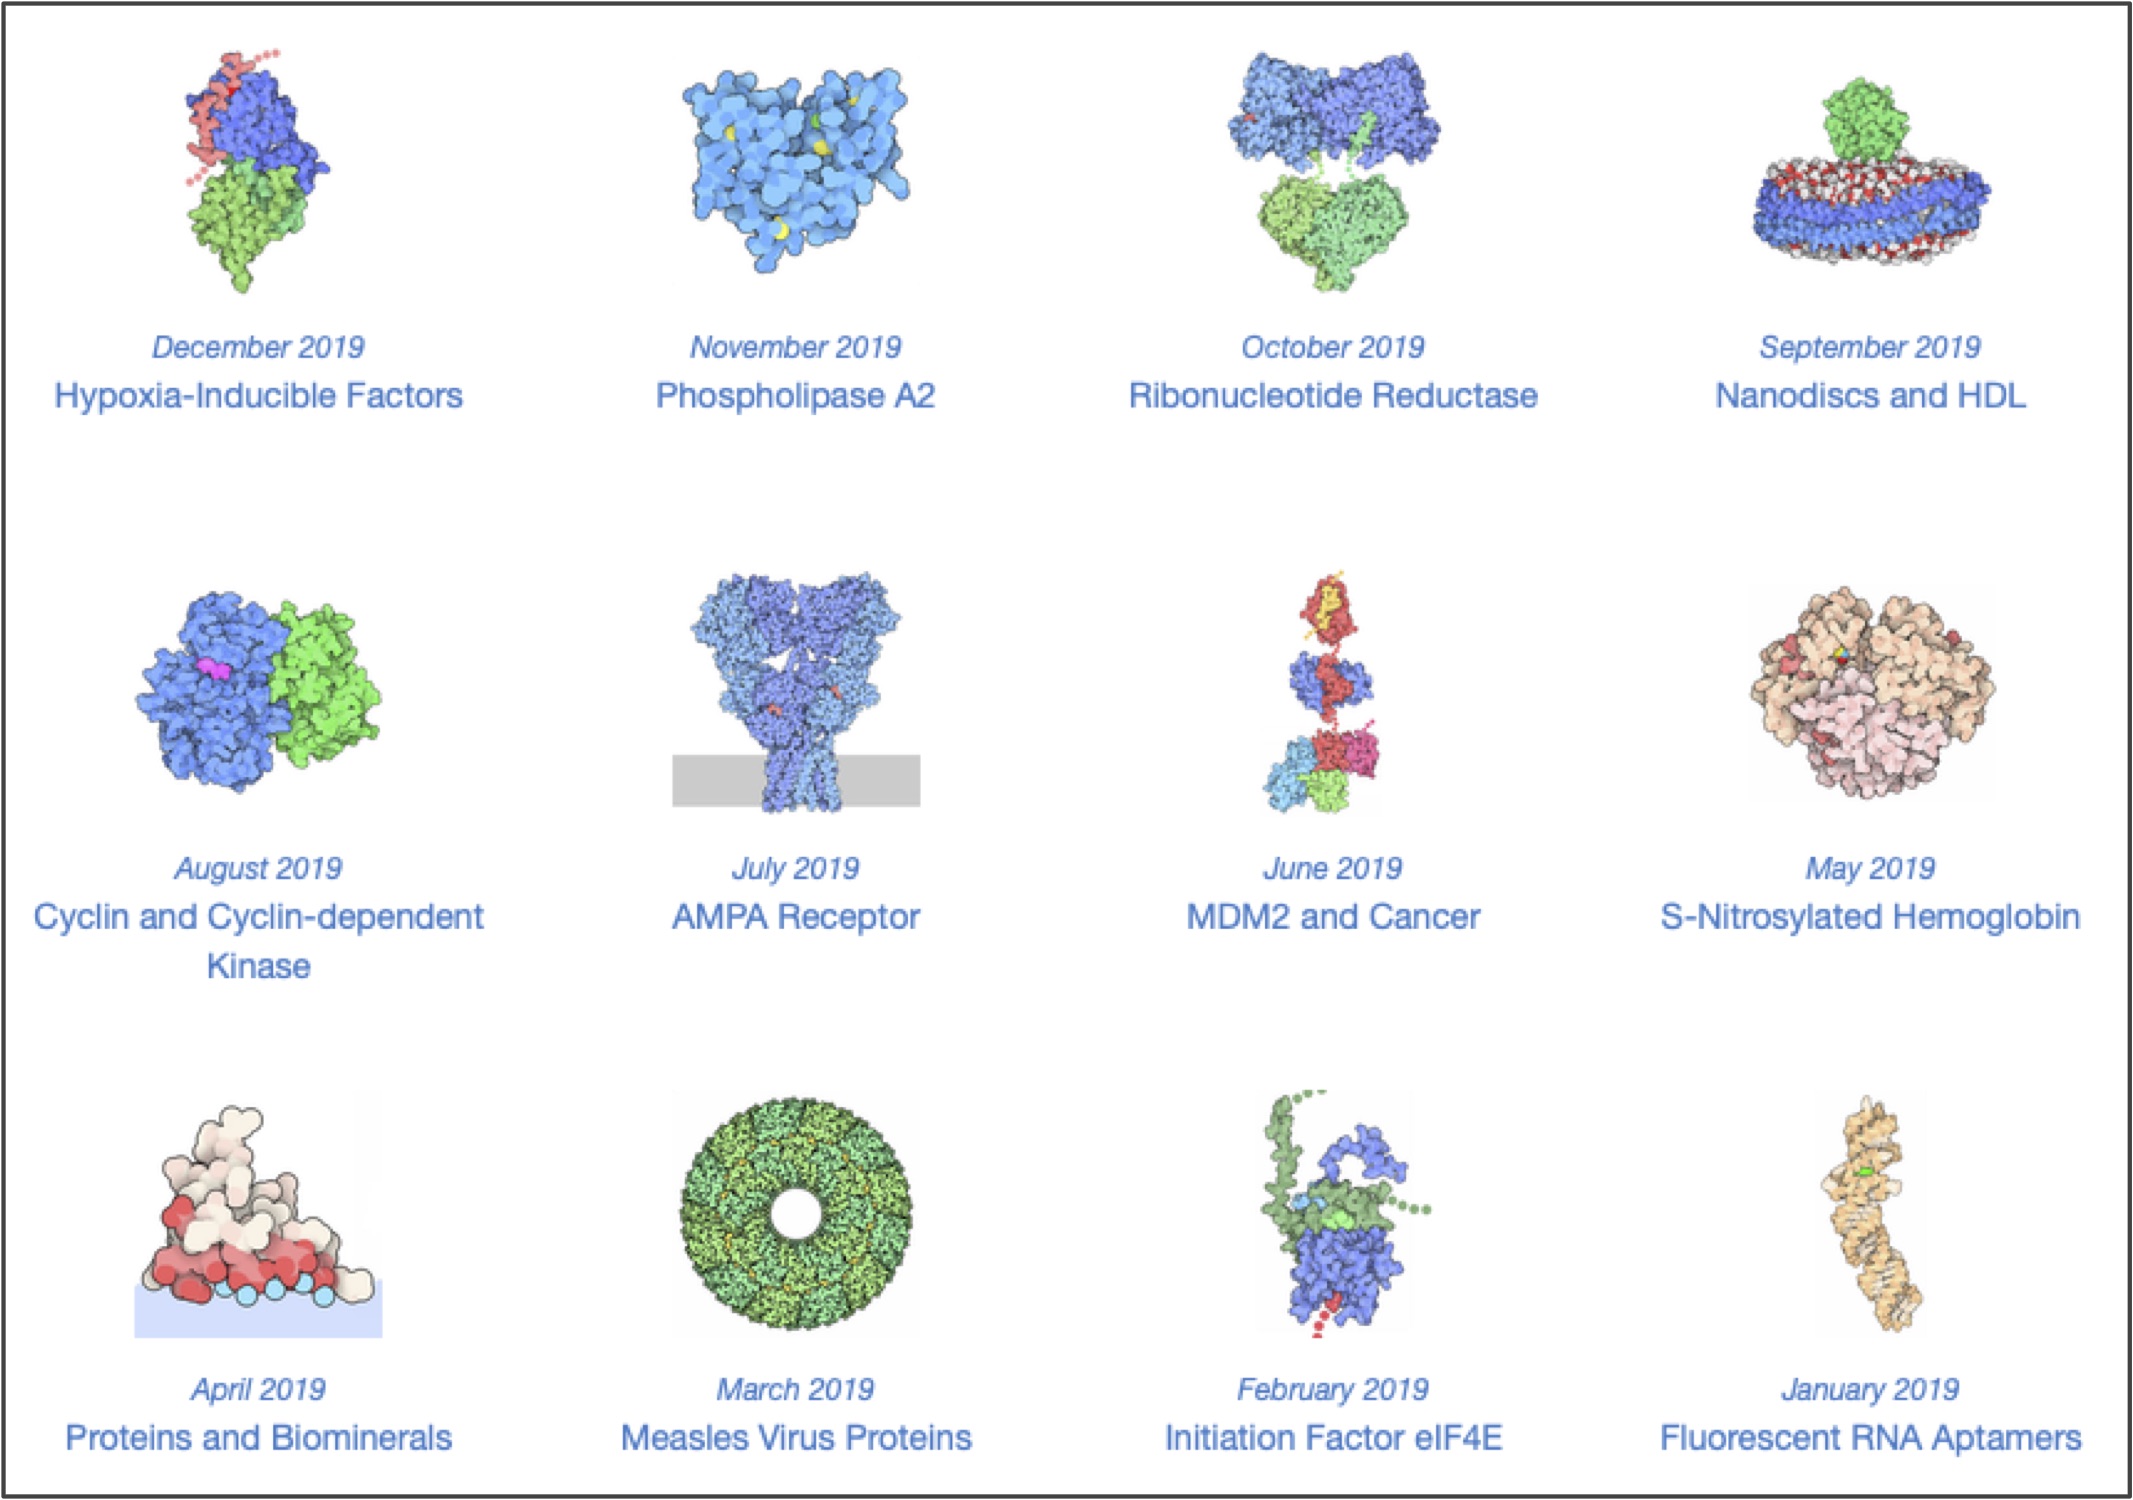 December 2019
Hypoxia-Inducible Factors
November 2019
Phospholipase A2
October 2019
Ribonucleotide Reductase
September 2019
Nanodiscs and HDL
August 2019
Cyclin and Cyclin-dependent
Kinase
July 2019
AMPA Receptor
June 2019
MDM2 and Cancer
May 2019
S-Nitrosylated Hemoglobin
April 2019
Proteins and Biominerals
March 2019
Measles Virus Proteins
February 2019
Initiation Factor eIF4E
January 2019
Fluorescent RNA Aptamers